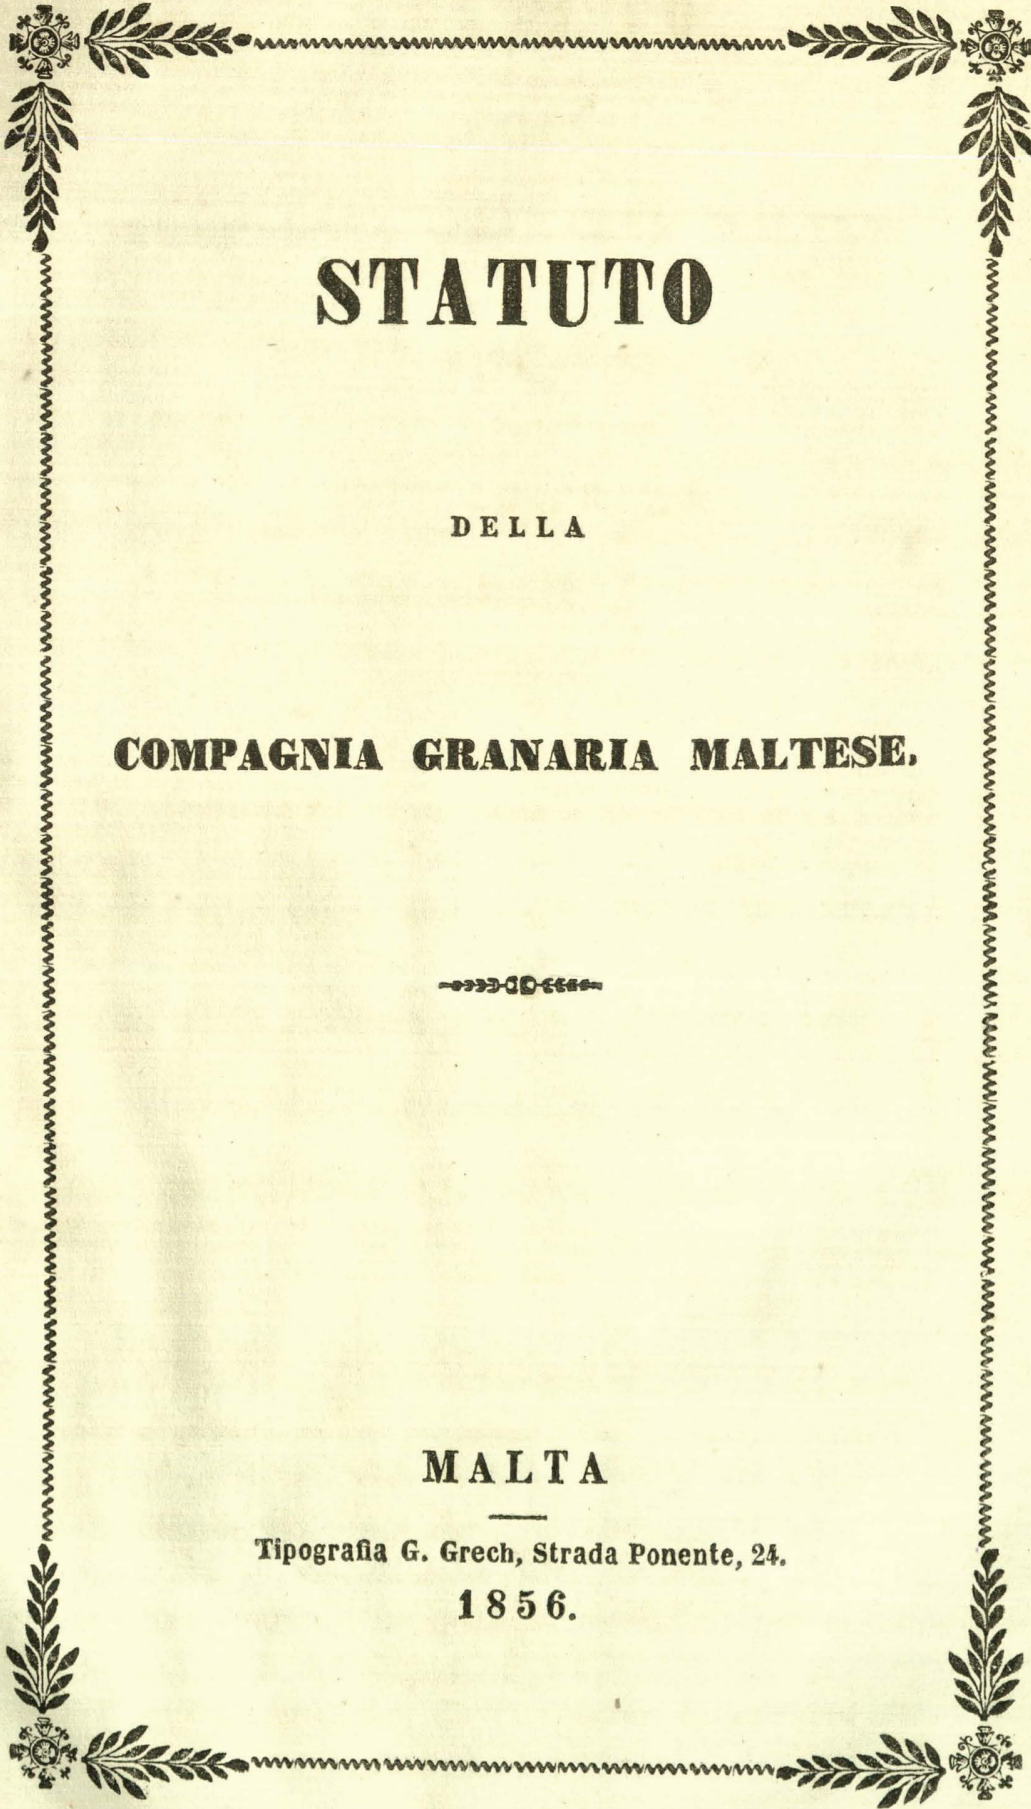 STATUTO
DELLA
COMPAGNIA GRANARIA MALTESE.
MALTA
Tipografia G. Grech, Strada Ponente, 24.
1856.